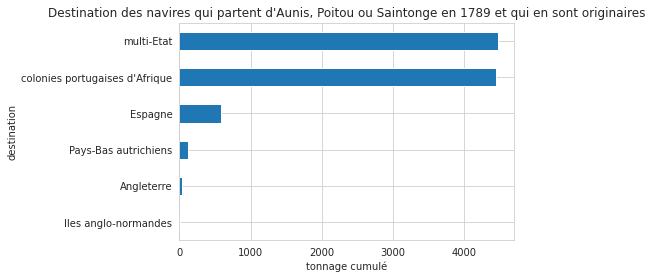 Destination des navires qui partent d'Aunis, Poitou ou Saintonge en 1789 et qui en sont originaires
multi-Etat
colonies portugaises d'Afrique
Espagne
Pays-Bas autrichiens
Angleterre
Iles anglo-normandes
destination
0 1000 2000 3000 4000
tonnage cumulé